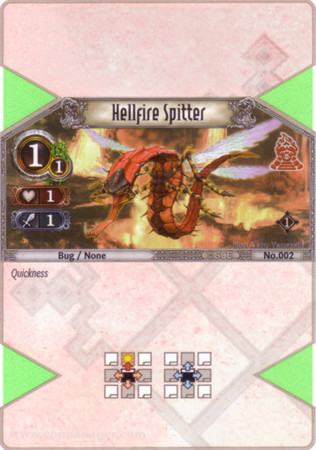 Hellfire Spitter
1
1
1
1
Bug / None
No.002
Quickness